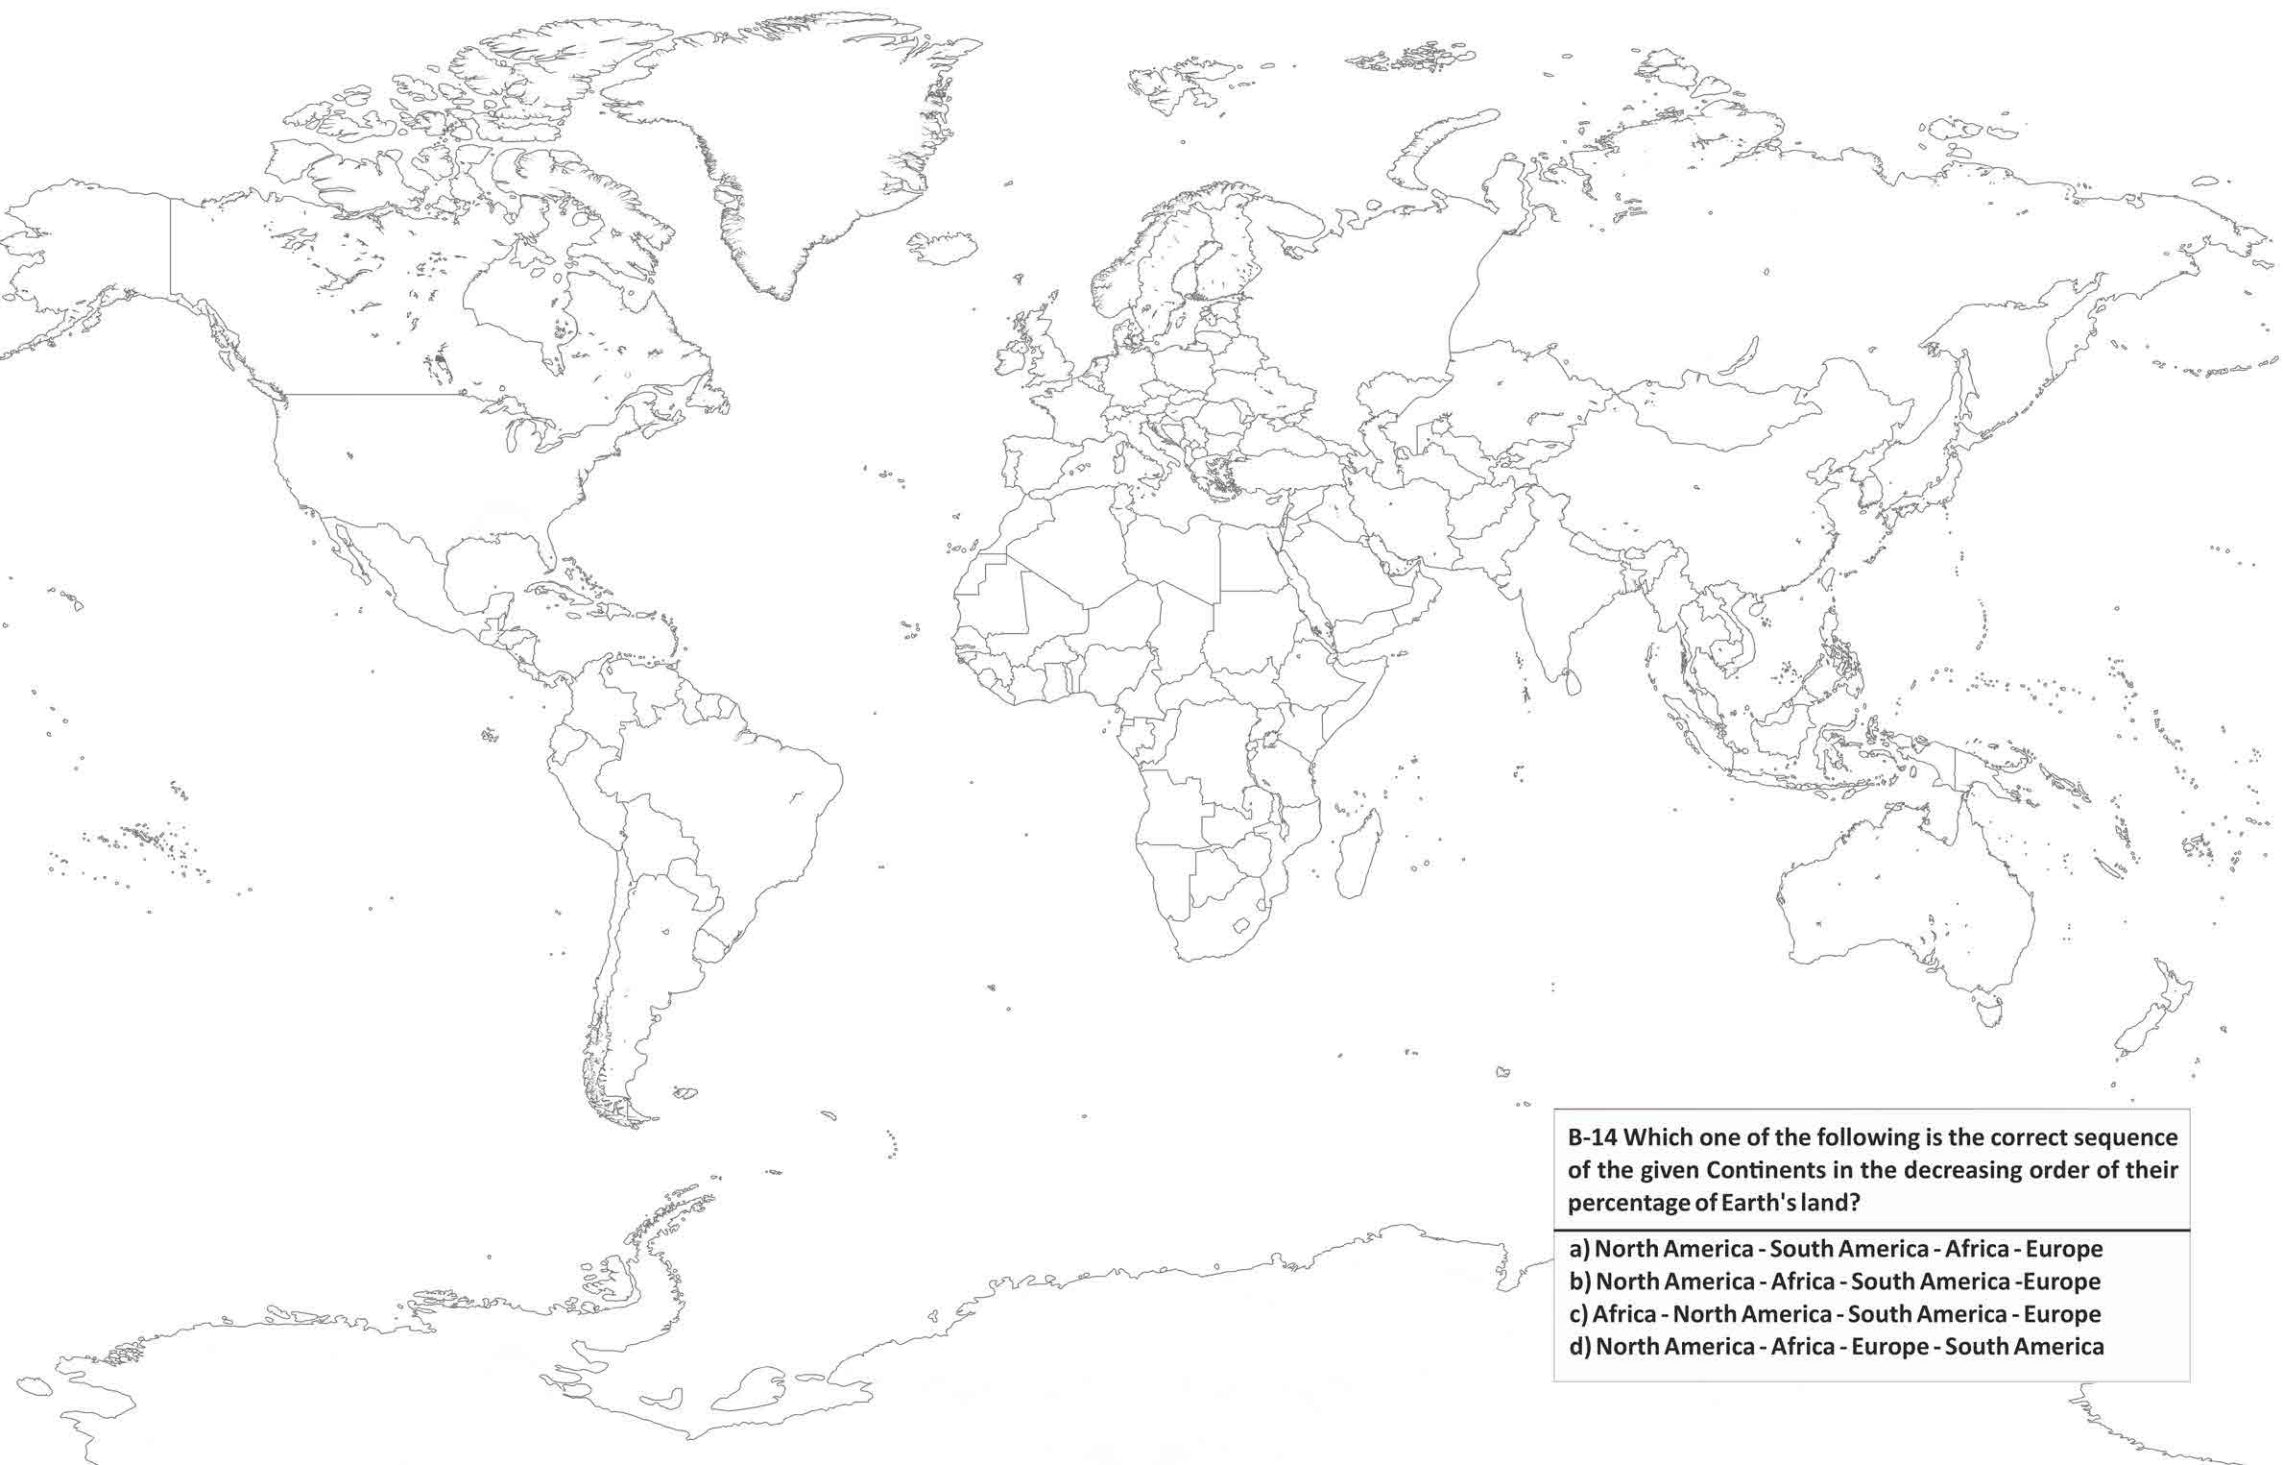 B-14 Which one of the following is the correct sequence
of the given Continents in the decreasing order of their
percentage of Earth's land?
a) North America - South America - Africa - Europe
b) North America - Africa - South America -Europe
c) Africa - North America - South America - Europe
d) North America - Africa - Europe - South America